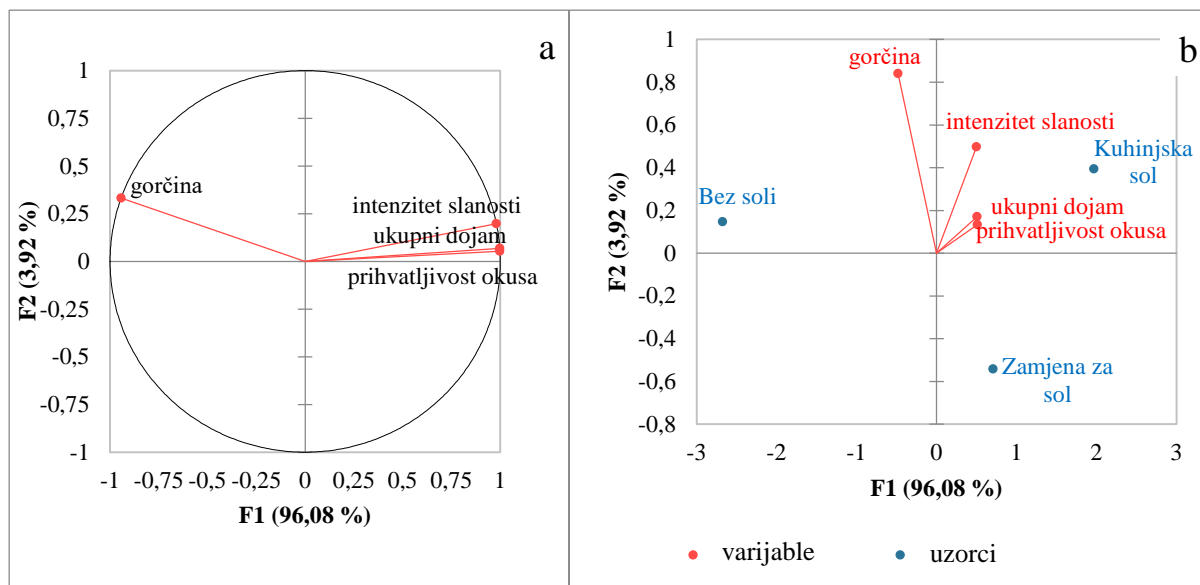 a
1
0,75
0,5
0,25
0
-0,25
-0,5
-0,75
-1
F2 (3,92 %)
gorčina
intenzitet slanosti
ukupni dojam
prihvatljivost okusa
-1 -0,75 -0,5 -0,25 0 0,25 0,5 0,75 1
F1 (96,08 %)
b
1
0,8
0,6
0,4
0,2
0
-0,2
-0,4
-0,6
-0,8
F2 (3,92 %)
gorčina
intenzitet slanosti
Kuhinjska
sol
Bez soli
ukupni dojam
prihvatljivost okusa
Zamjena za
sol
-3 -2 -1 0 1 2 3
F1 (96,08 %)
varijable uzorci